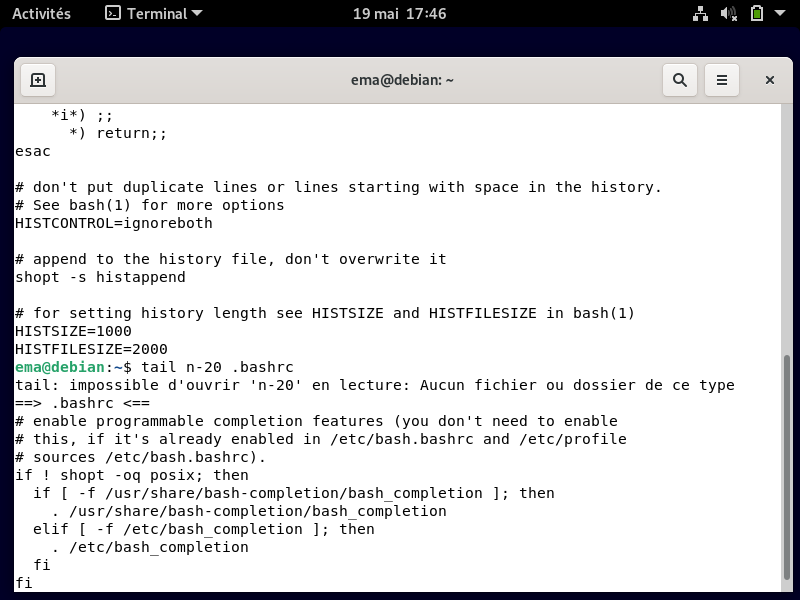 Activités Terminal 19 mai 17:46
ema@debian: ~
    *i*) ;;
      *) return;;
esac

# don't put duplicate lines or lines starting with space in the history.
# See bash(1) for more options
HISTCONTROL=ignoreboth

# append to the history file, don't overwrite it
shopt -s histappend

# for setting history length see HISTSIZE and HISTFILESIZE in bash(1)
HISTSIZE=1000
HISTFILESIZE=2000
ema@debian:~$ tail n-20 .bashrc
tail: impossible d'ouvrir 'n-20' en lecture: Aucun fichier ou dossier de ce type
==> .bashrc <==
# enable programmable completion features (you don't need to enable
# this, if it's already enabled in /etc/bash.bashrc and /etc/profile
# sources /etc/bash.bashrc).
if ! shopt -oq posix; then
  if [ -f /usr/share/bash-completion/bash_completion ]; then
    . /usr/share/bash-completion/bash_completion
  elif [ -f /etc/bash_completion ]; then
    . /etc/bash_completion
  fi
fi